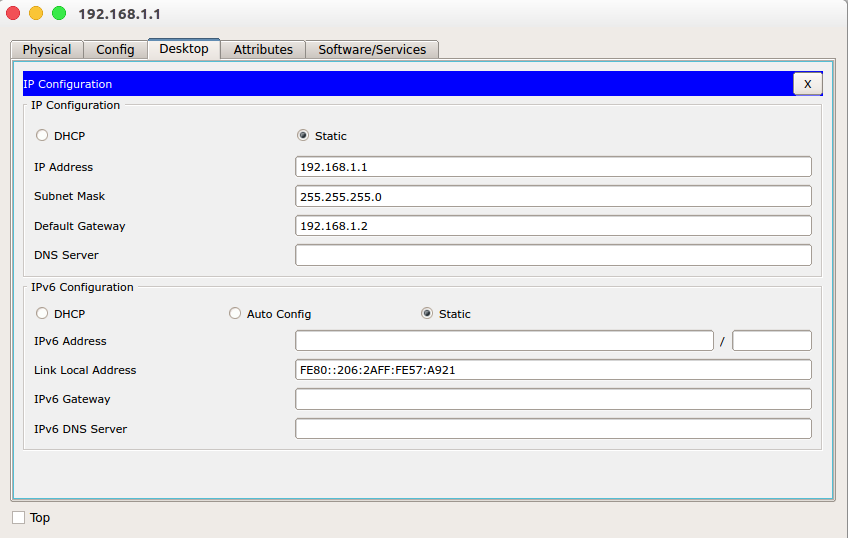 192.168.1.1
Physical Config Desktop Attributes Software/Services
IP Configuration X
IP Configuration
DHCP Static
IP Address 192.168.1.1
Subnet Mask 255.255.255.0
Default Gateway 192.168.1.2
DNS Server
IPv6 Configuration
DHCP Auto Config Static
IPv6 Address /
Link Local Address FE80::206:2AFF:FE57:A921
IPv6 Gateway
IPv6 DNS Server
Top